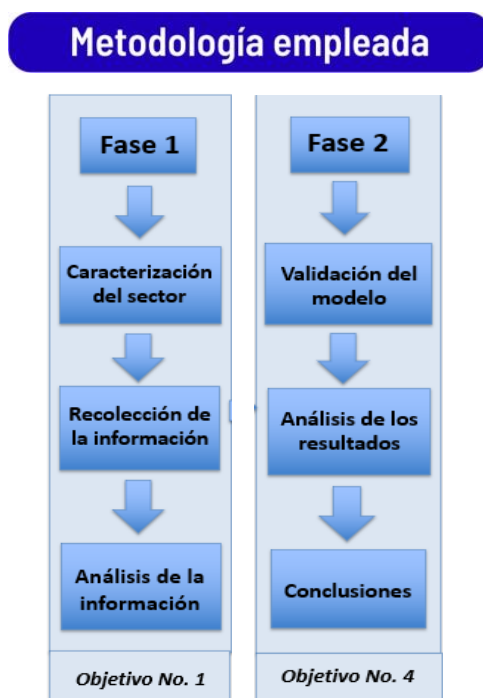 Metodología empleada
Fase 1
Caracterización
del sector
Recolección de
la información
Análisis de la
información
Objetivo No. 1
Fase 2
Validación del
modelo
Análisis de los
resultados
Conclusiones
Objetivo No. 4